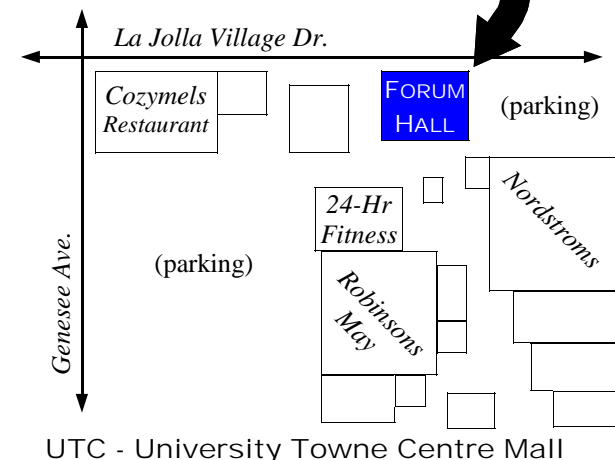 La Jolla Village Dr.
Cozymels
Restaurant
FORUM
HALL
(parking)
24-Hr
Fitness
Nordstroms
(parking)
Genesee Ave.
Robinsons
May
UTC - University Towne Centre Mall